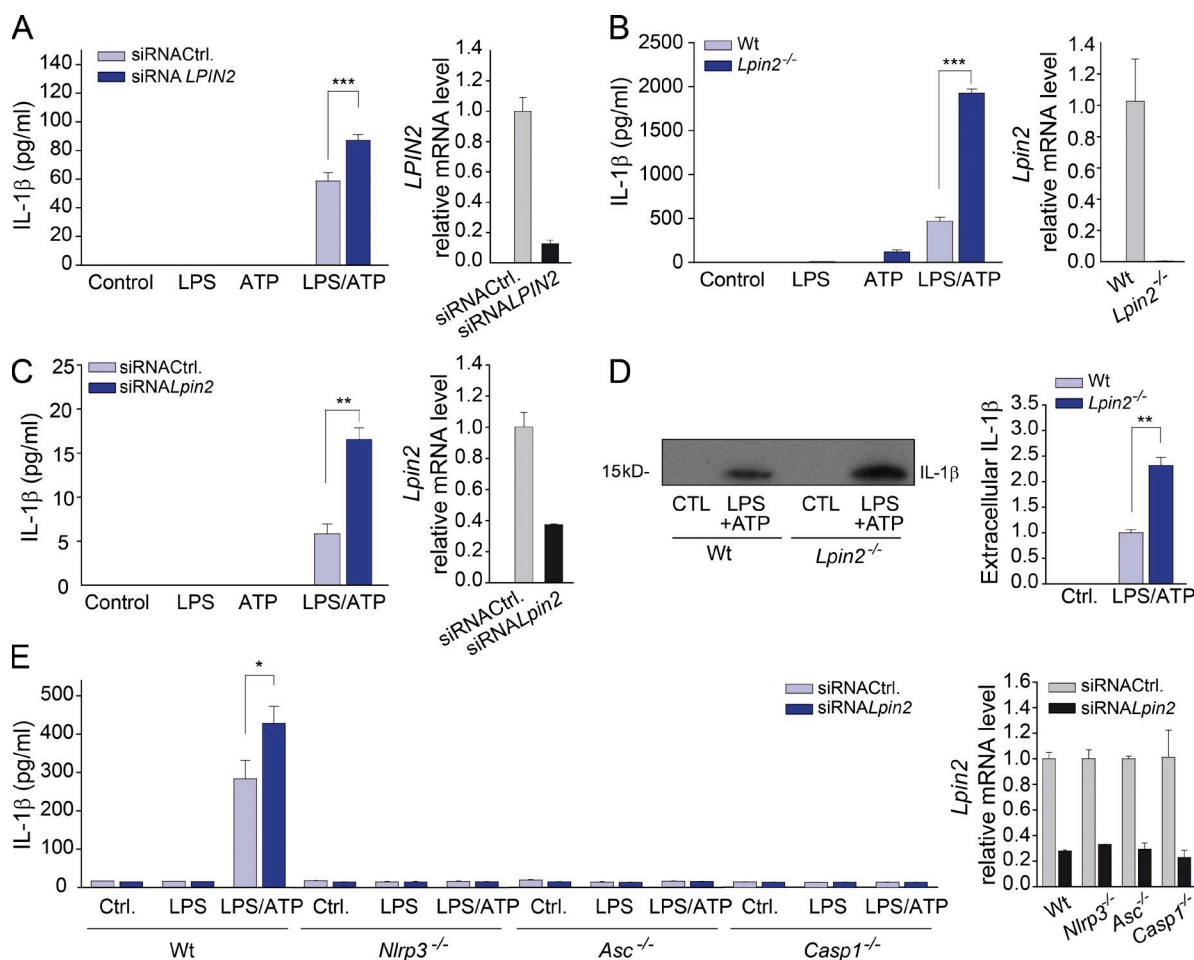 A
siRNACtrl.
siRNA LPIN2
IL-1β (pg/ml)
140
120
100
80
60
40
20
0
***
Control LPS ATP LPS/ATP
LPIN2
relative mRNA level
1.4
1.2
1.0
0.8
0.6
0.4
0.2
0.0
siRNACtrl.
siRNALPIN2
B
Wt
Lpin2-/-
IL-1β (pg/ml)
2500
2000
1500
1000
500
0
***
Control LPS ATP LPS/ATP
Lpin2
relative mRNA level
1.4
1.2
1.0
0.8
0.6
0.4
0.2
0.0
Wt
Lpin2-/-
C
siRNACtrl.
siRNALpin2
IL-1β (pg/ml)
25
20
15
10
5
0
**
Control LPS ATP LPS/ATP
Lpin2
relative mRNA level
1.4
1.2
1.0
0.8
0.6
0.4
0.2
0.0
siRNACtrl.
siRNALpin2
D
15kD-
IL-1β
CTL LPS CTL LPS
+ATP +ATP
Wt Lpin2-/-
Wt
Lpin2-/-
Extracellular IL-1β
3.5
3.0
2.5
2.0
1.5
1.0
0.5
0.0
**
Ctrl. LPS/ATP
E
siRNACtrl.
siRNALpin2
IL-1β (pg/ml)
500
400
300
200
100
0
*
Ctrl. LPS LPS/ATP Ctrl. LPS LPS/ATP Ctrl. LPS LPS/ATP Ctrl. LPS LPS/ATP
Wt Nlrp3-/- Asc-/- Casp1-/-
siRNACtrl.
siRNALpin2
Lpin2
relative mRNA level
1.6
1.4
1.2
1.0
0.8
0.6
0.4
0.2
0.0
Wt
Nlrp3-/-
Asc-/-
Casp1-/-